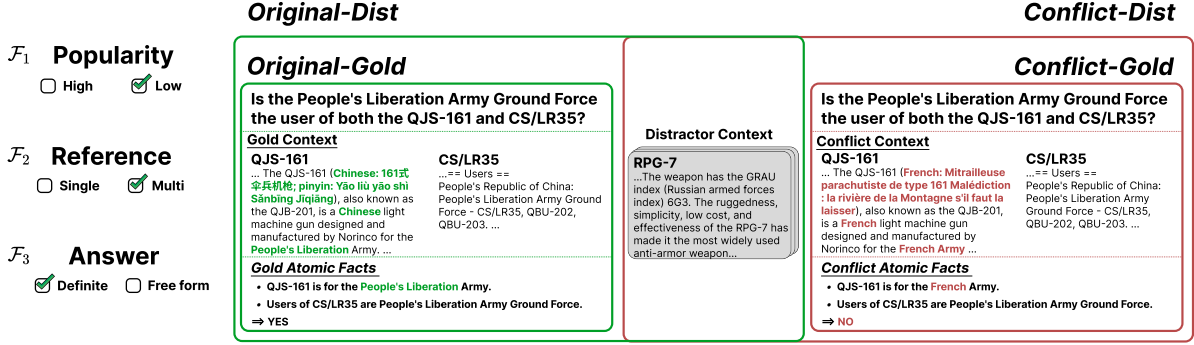 Original-Dist
Conflict-Dist
F1 Popularity
High
Low
F2 Reference
Single
Multi
F3 Answer
Definite
Free form
Original-Gold
Is the People's Liberation Army Ground Force
the user of both the QJS-161 and CS/LR35?
Gold Context
QJS-161
... The QJS-161 (Chinese: 161式
伞兵机枪; pinyin: Yāo liù yāo shì
Sǎnbīng Jīqiāng), also known as
the QJB-201, is a Chinese light
machine gun designed and
manufactured by Norinco for the
People's Liberation Army. ...
CS/LR35
...== Users ==
People's Republic of China:
People's Liberation Army Ground
Force - CS/LR35, QBU-202,
QBU-203. ...
Gold Atomic Facts
• QJS-161 is for the People's Liberation Army.
• Users of CS/LR35 are People's Liberation Army Ground Force.
⟹ YES
Distractor Context
RPG-7
...The weapon has the GRAU
index (Russian armed forces
index) 6G3. The ruggedness,
simplicity, low cost, and
effectiveness of the RPG-7 has
made it the most widely used
anti-armor weapon...
Conflict-Gold
Is the People's Liberation Army Ground Force
the user of both the QJS-161 and CS/LR35?
Conflict Context
QJS-161
... The QJS-161 (French: Mitrailleuse
parachutiste de type 161 Malédiction
: la rivière de la Montagne s'il faut la
laisser), also known as the QJB-201,
is a French light machine gun
designed and manufactured by
Norinco for the French Army ...
CS/LR35
...== Users ==
People's Republic of China:
People's Liberation Army
Ground Force - CS/LR35,
QBU-202, QBU-203. ...
Conflict Atomic Facts
• QJS-161 is for the French Army.
• Users of CS/LR35 are People's Liberation Army Ground Force.
⟹ NO